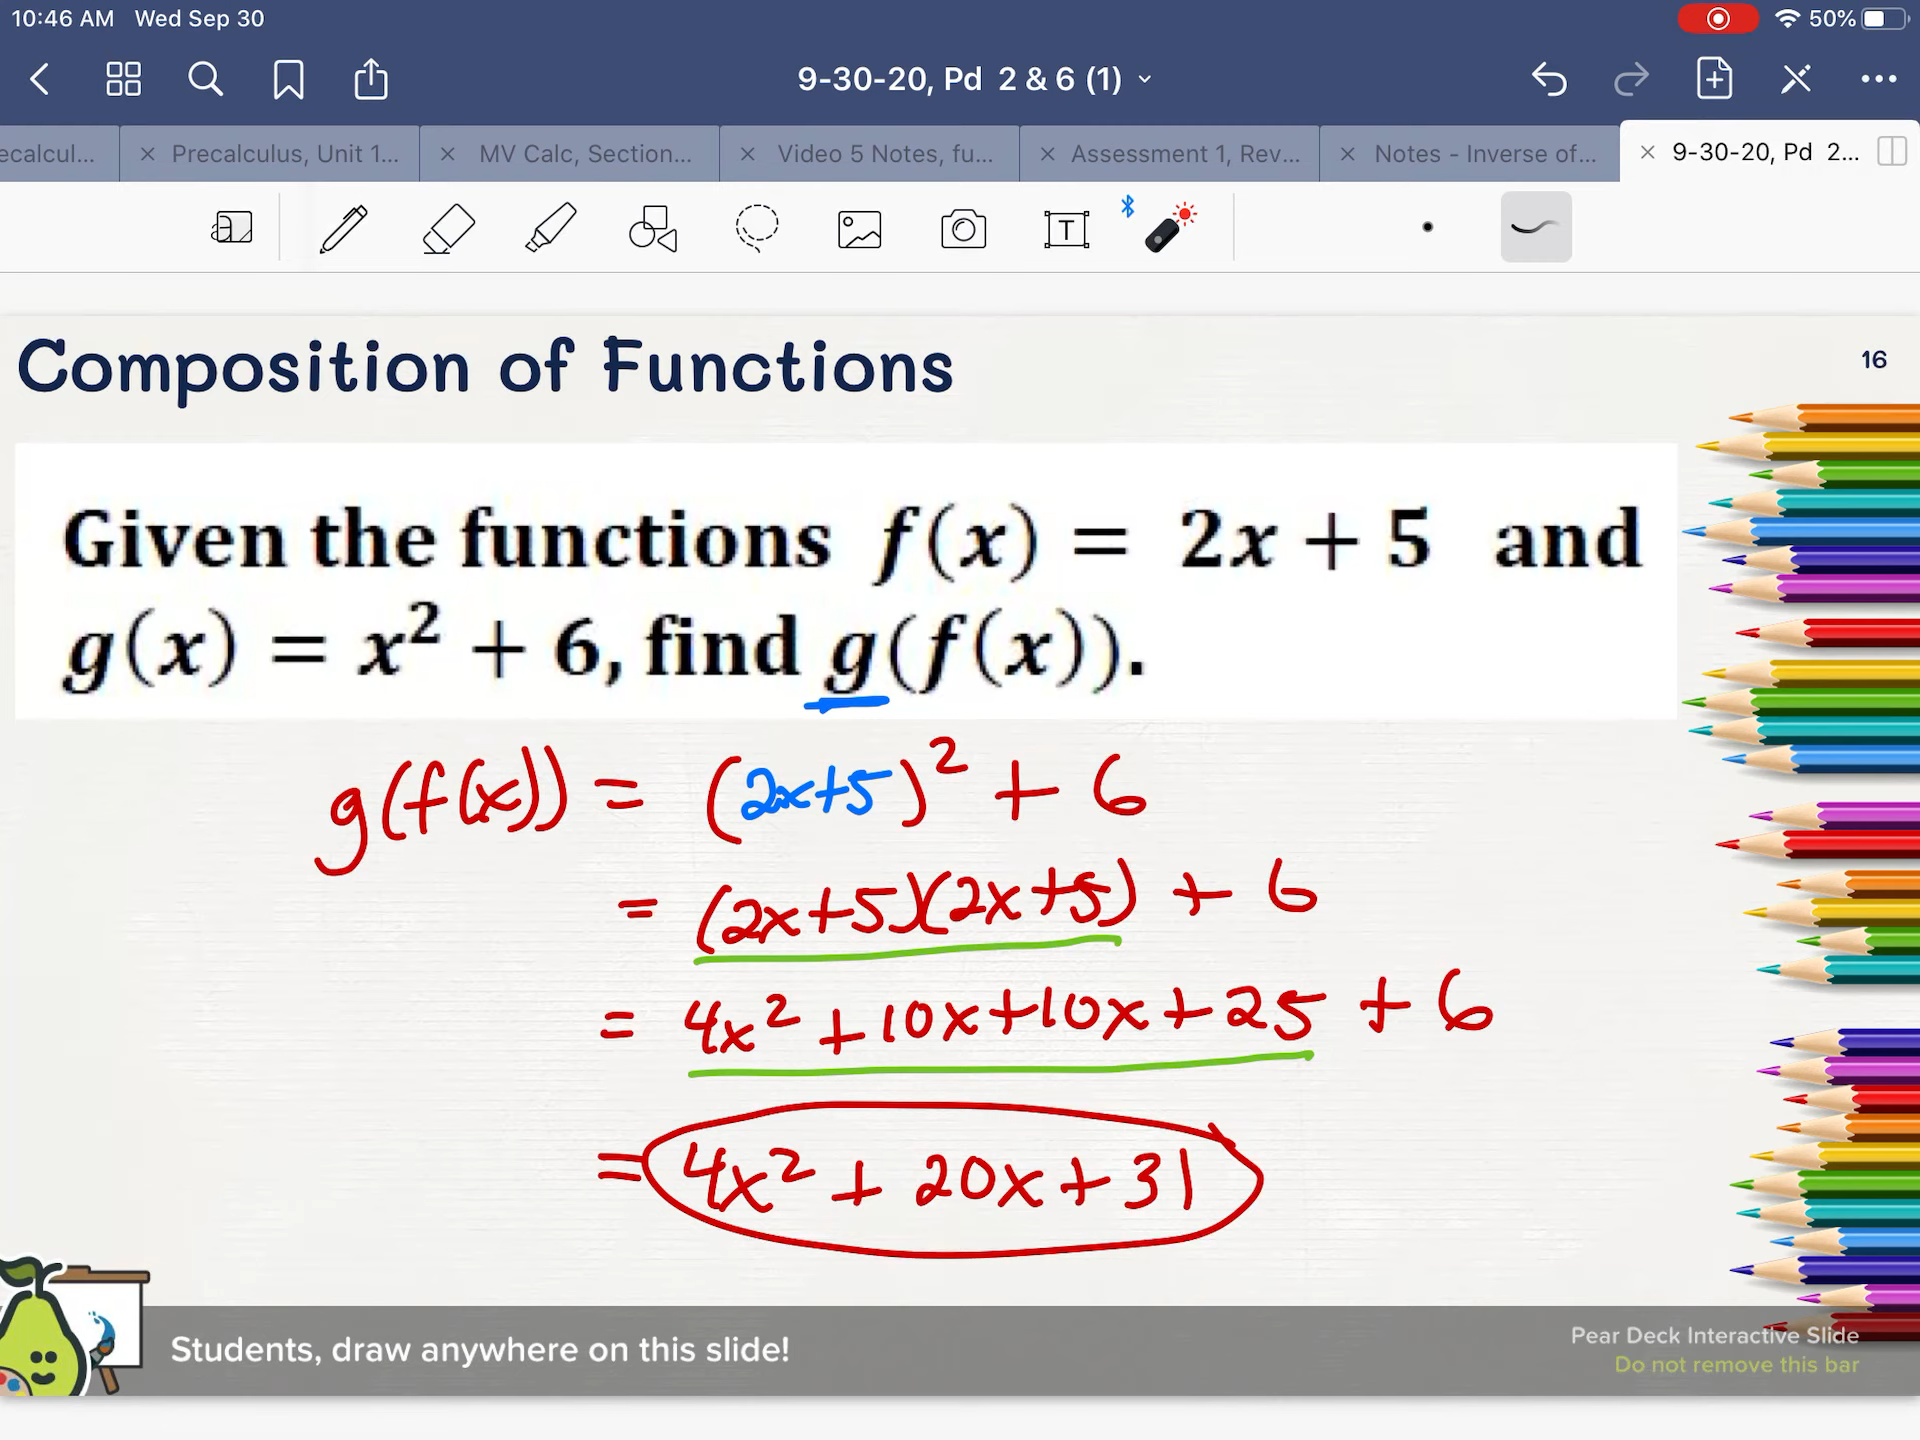 10:46 AM Wed Sep 30
50%
9-30-20, Pd 2 & 6 (1)
ecalcul...
Precalculus, Unit 1...
MV Calc, Section...
Video 5 Notes, fu...
Assessment 1, Rev...
Notes - Inverse of...
9-30-20, Pd 2...
T
Composition of Functions
16
Given the functions f(x) = 2x + 5 and
g(x) = x² + 6, find g(f(x)).
g(f(x)) = (2x+5)² + 6
= (2x+5)(2x+5) + 6
= 4x² + 10x + 10x + 25 + 6
= 4x² + 20x + 31
Students, draw anywhere on this slide!
Pear Deck Interactive Slide
Do not remove this bar